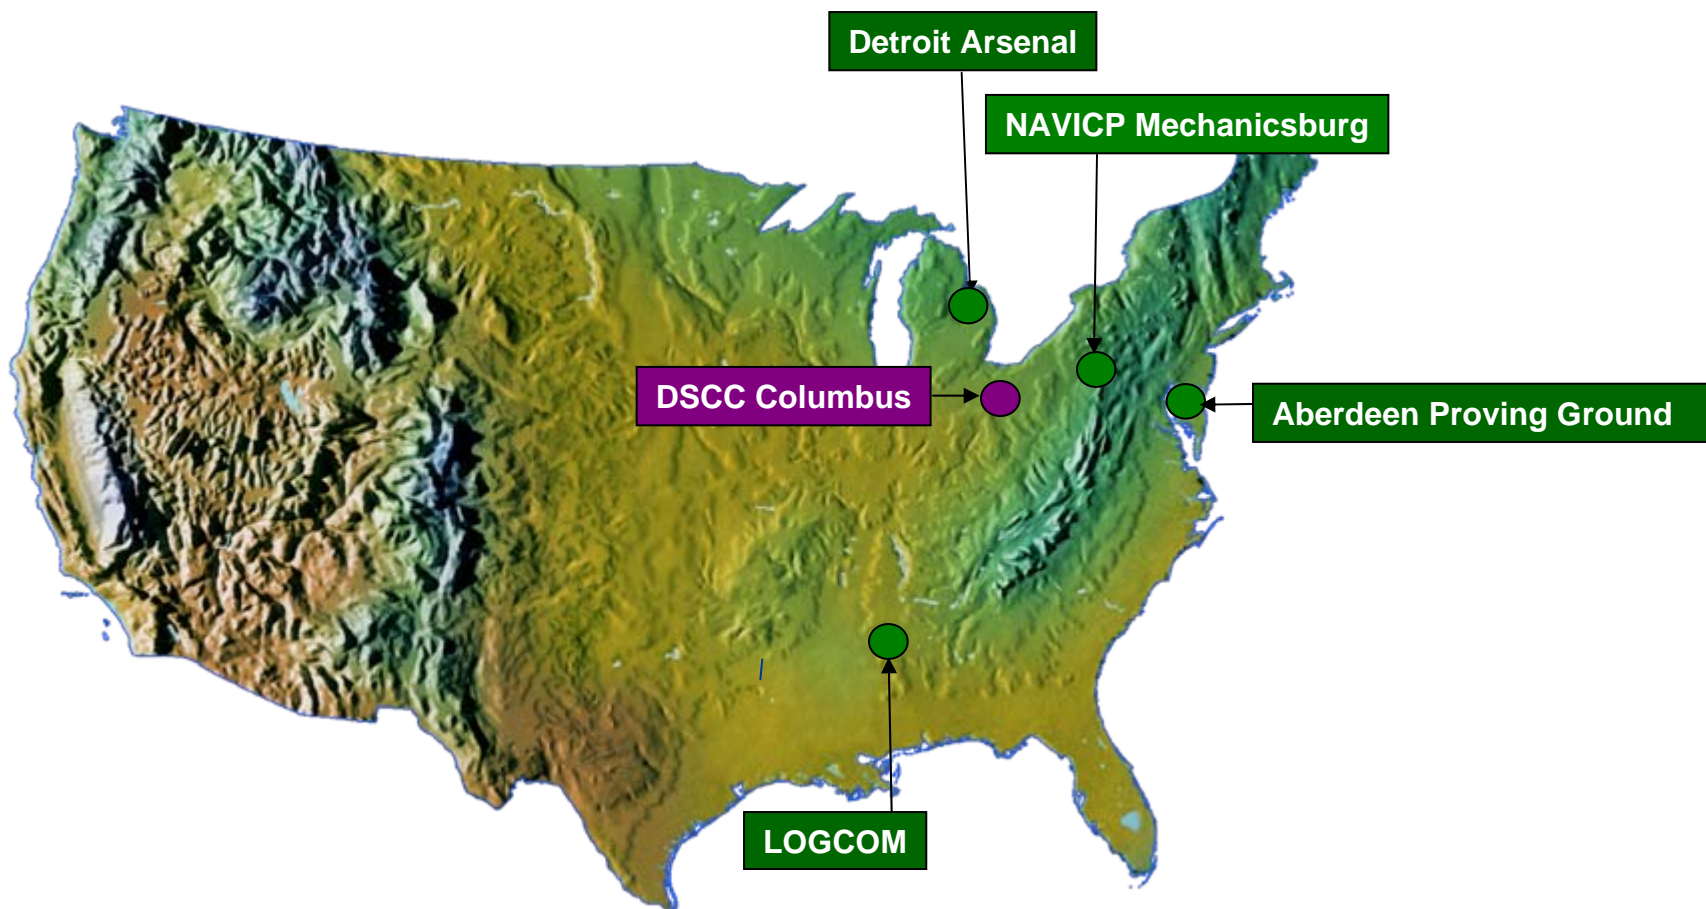 Detroit Arsenal
NAVICP Mechanicsburg
DSCC Columbus
Aberdeen Proving Ground
LOGCOM